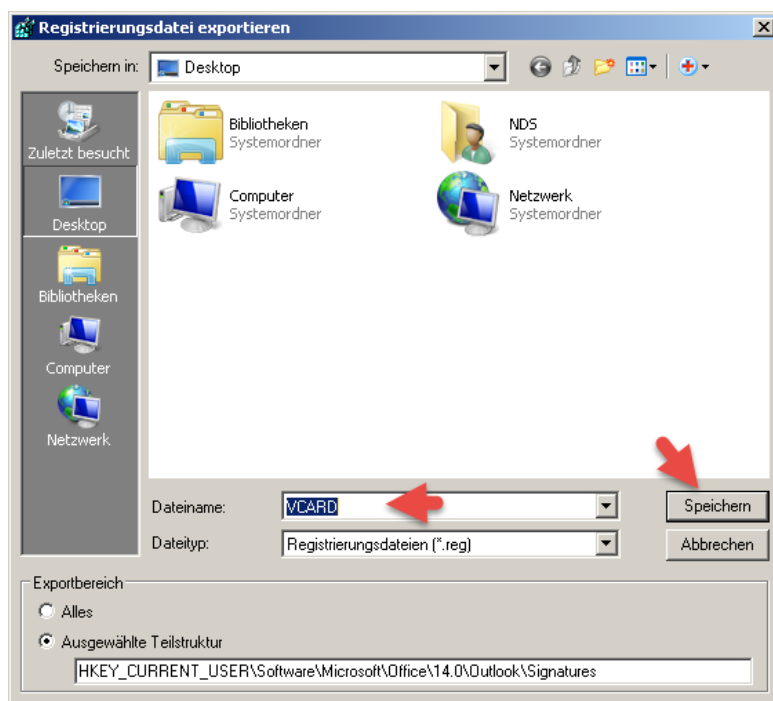 Registrierungsdatei exportieren
Speichern in:
Desktop
Zuletzt besucht
Desktop
Bibliotheken
Computer
Netzwerk
Bibliotheken
Systemordner
NDS
Systemordner
Computer
Systemordner
Netzwerk
Systemordner
Dateiname:
VCARD
Speichern
Dateityp:
Registrierungsdateien (*.reg)
Abbrechen
Exportbereich
Alles
Ausgewählte Teilstruktur
HKEY_CURRENT_USER\Software\Microsoft\Office\14.0\Outlook\Signatures